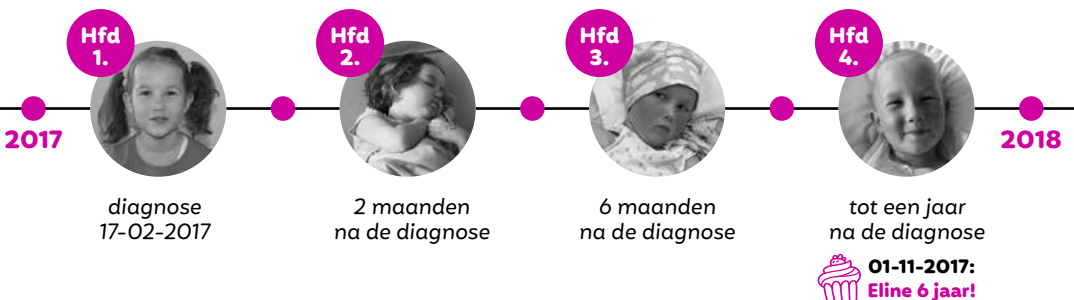 Hfd
1.
Hfd
2.
Hfd
3.
Hfd
4.
2017
2018
diagnose
17-02-2017
2 maanden
na de diagnose
6 maanden
na de diagnose
tot een jaar
na de diagnose
01-11-2017:
Eline 6 jaar!